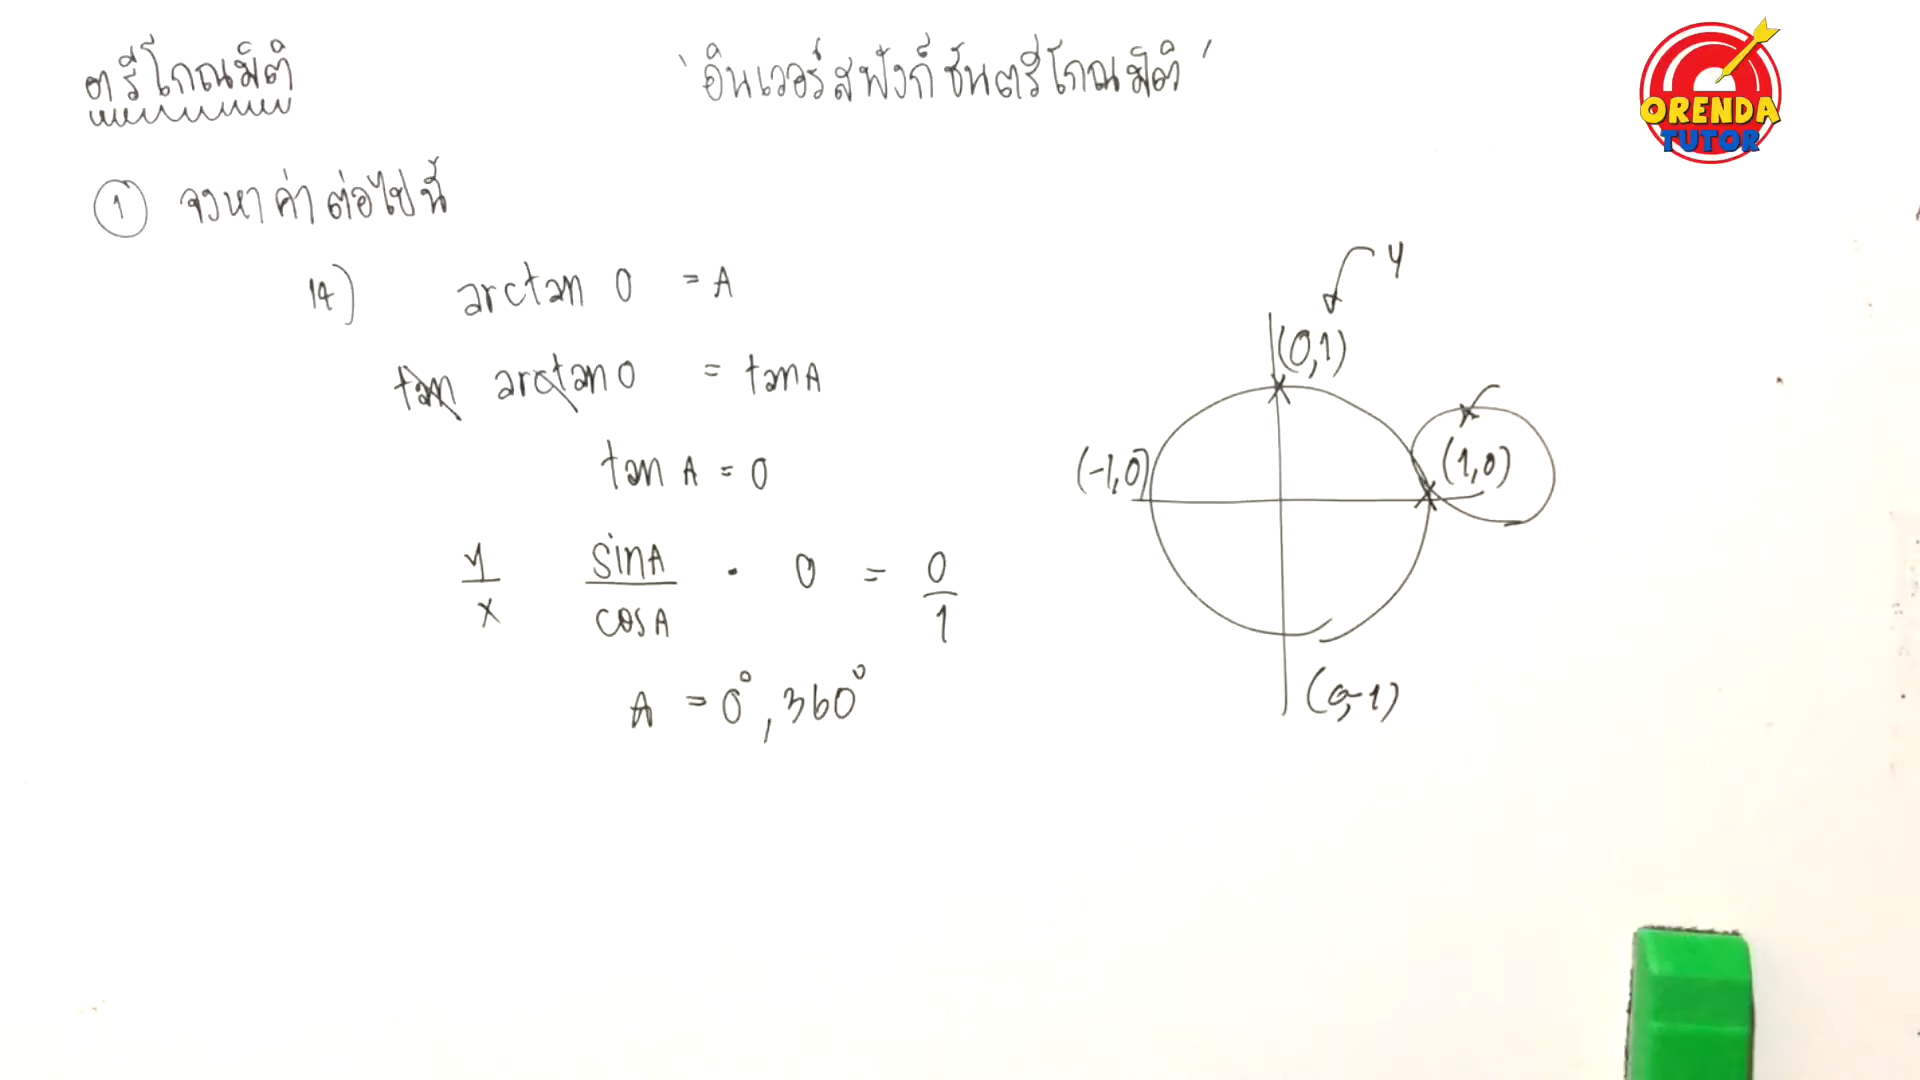 ตรีโกณมิติ
'อินเวอร์สฟังก์ชันตรีโกณมิติ'
ORENDA
TUTOR
① จงหาค่าต่อไปนี้
14) arctan 0 = A
tan arctan 0 = tan A
tan A = 0
y/x sin A/cos A = 0 = 0/1
A = 0°, 360°
y
(0,1)
(-1,0)
(1,0)
(0,-1)